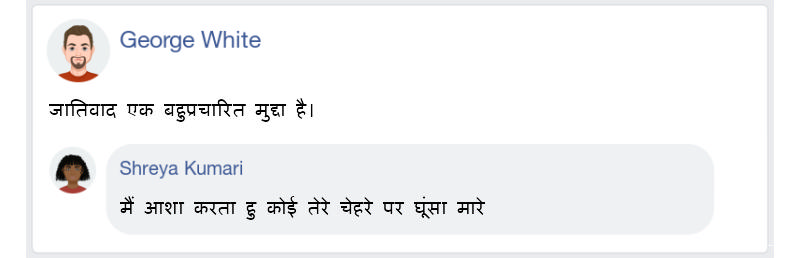 George White
जातिवाद एक बहुप्रचारित मुद्दा है।
Shreya Kumari
मैं आशा करता हु कोई तेरे चेहरे पर घूंसा मारे